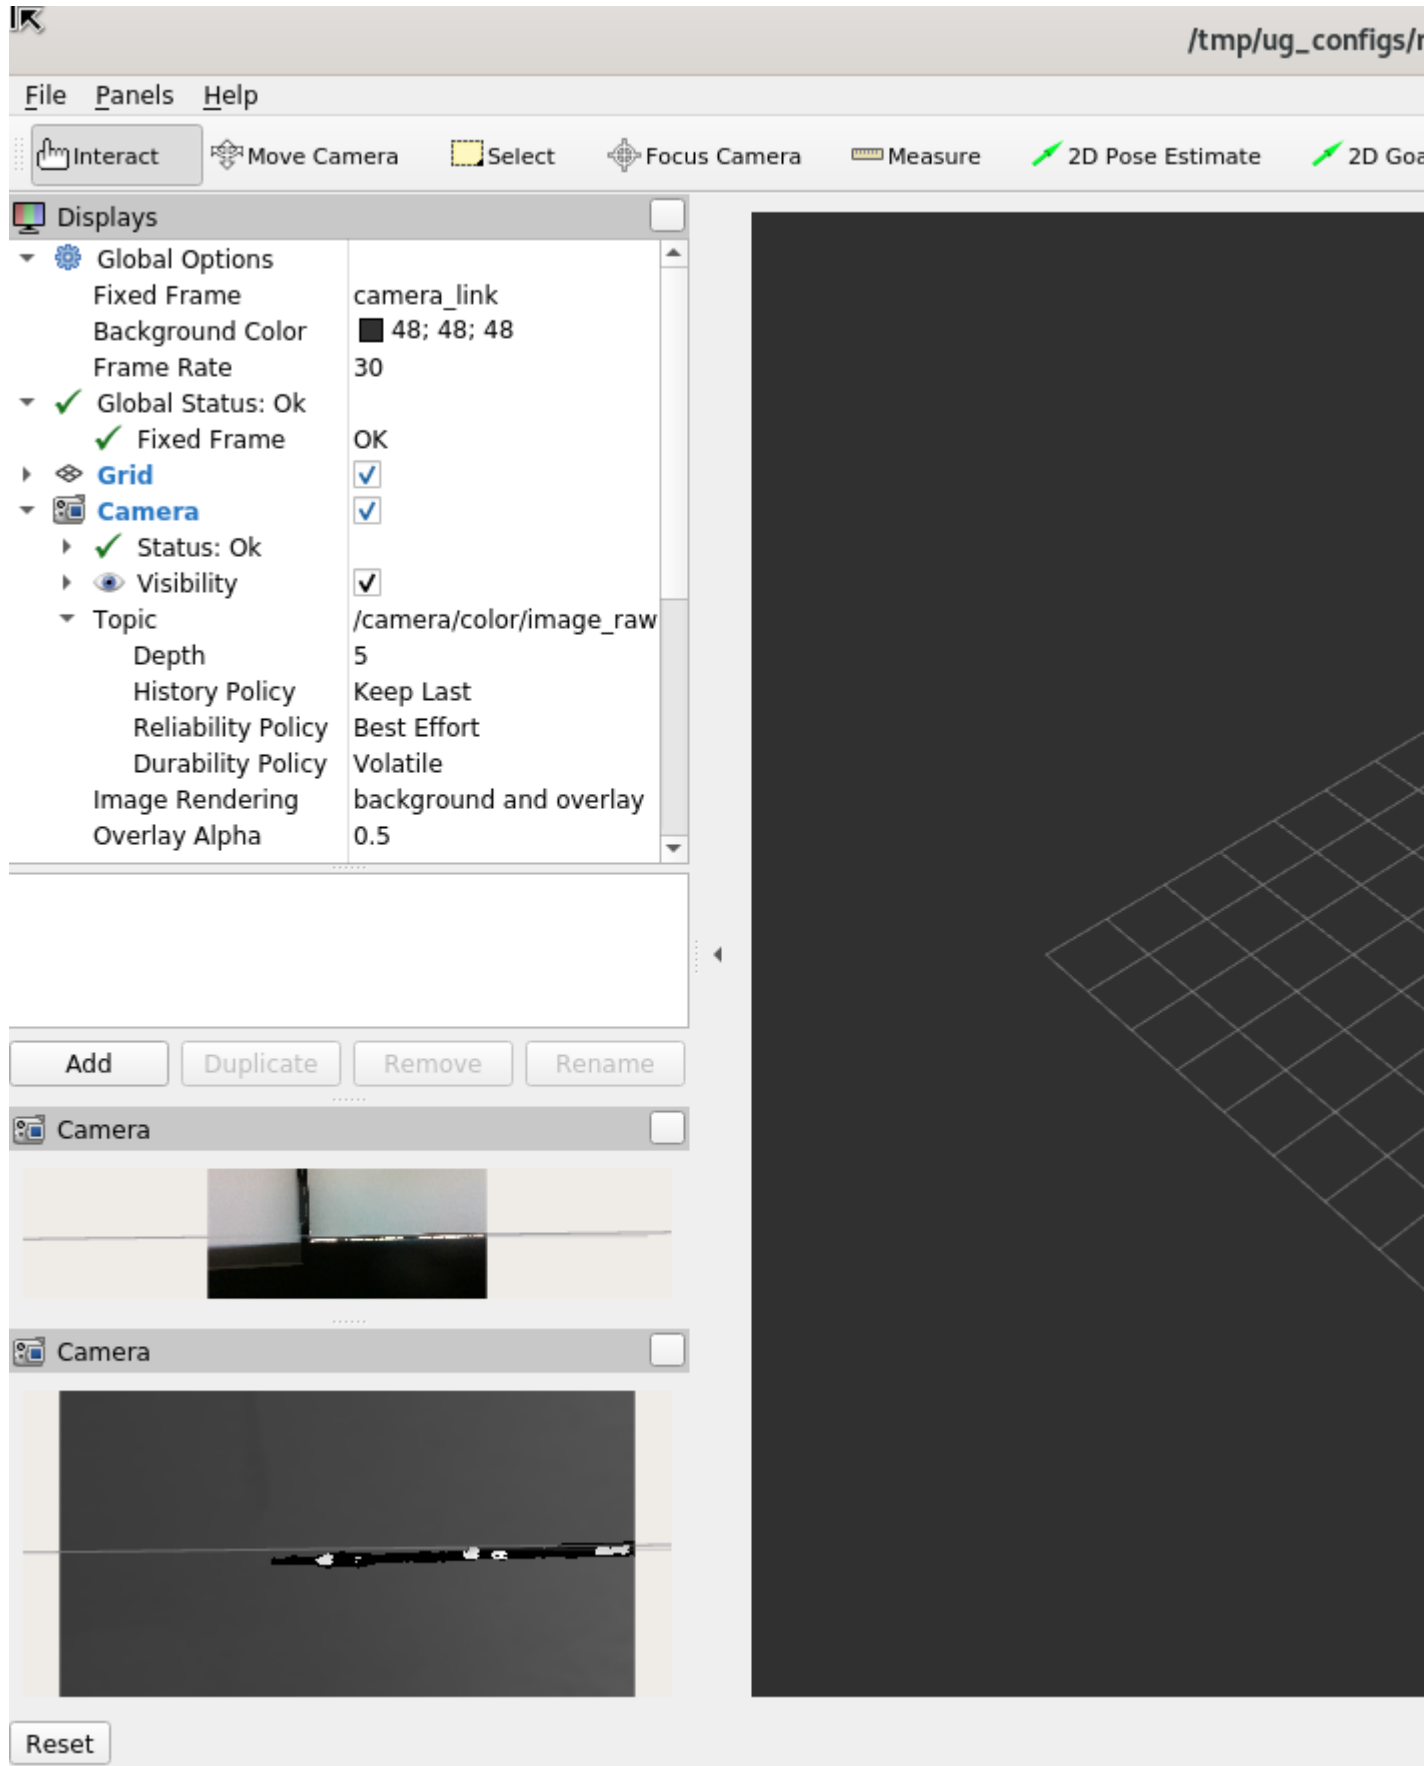 /tmp/ug_configs/
File Panels Help
Interact Move Camera Select Focus Camera Measure 2D Pose Estimate 2D Goa
Displays
Global Options
Fixed Frame camera_link
Background Color 48; 48; 48
Frame Rate 30
Global Status: Ok
Fixed Frame OK
Grid
Camera
Status: Ok
Visibility
Topic /camera/color/image_raw
Depth 5
History Policy Keep Last
Reliability Policy Best Effort
Durability Policy Volatile
Image Rendering background and overlay
Overlay Alpha 0.5
Add Duplicate Remove Rename
Camera
Camera
Reset